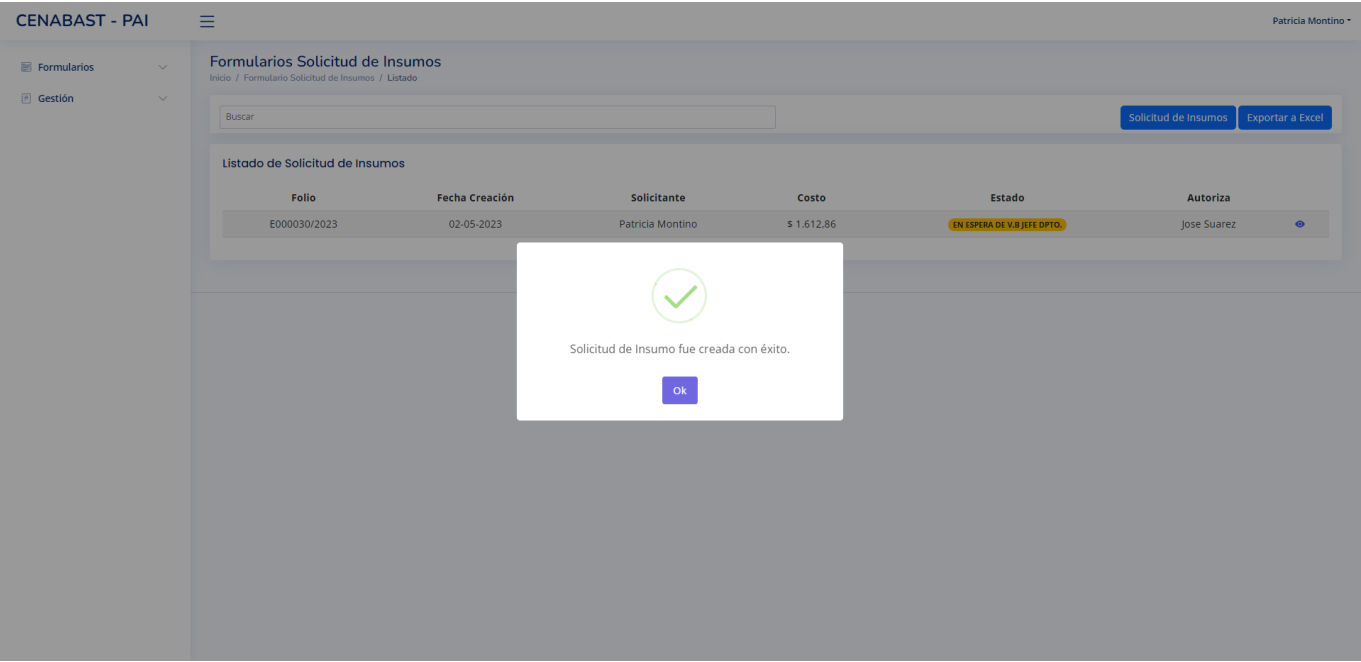 CENABAST - PAI
Patricia Montino
Formularios
Gestión
Formularios Solicitud de Insumos
Inicio / Formulario Solicitud de Insumos / Listado
Buscar
Solicitud de Insumos Exportar a Excel
Listado de Solicitud de Insumos
Folio Fecha Creación Solicitante Costo Estado Autoriza
E000030/2023 02-05-2023 Patricia Montino $ 1.612.86 EN ESPERA DE V.B JEFE DPTO. Jose Suarez
Solicitud de Insumo fue creada con éxito.
Ok